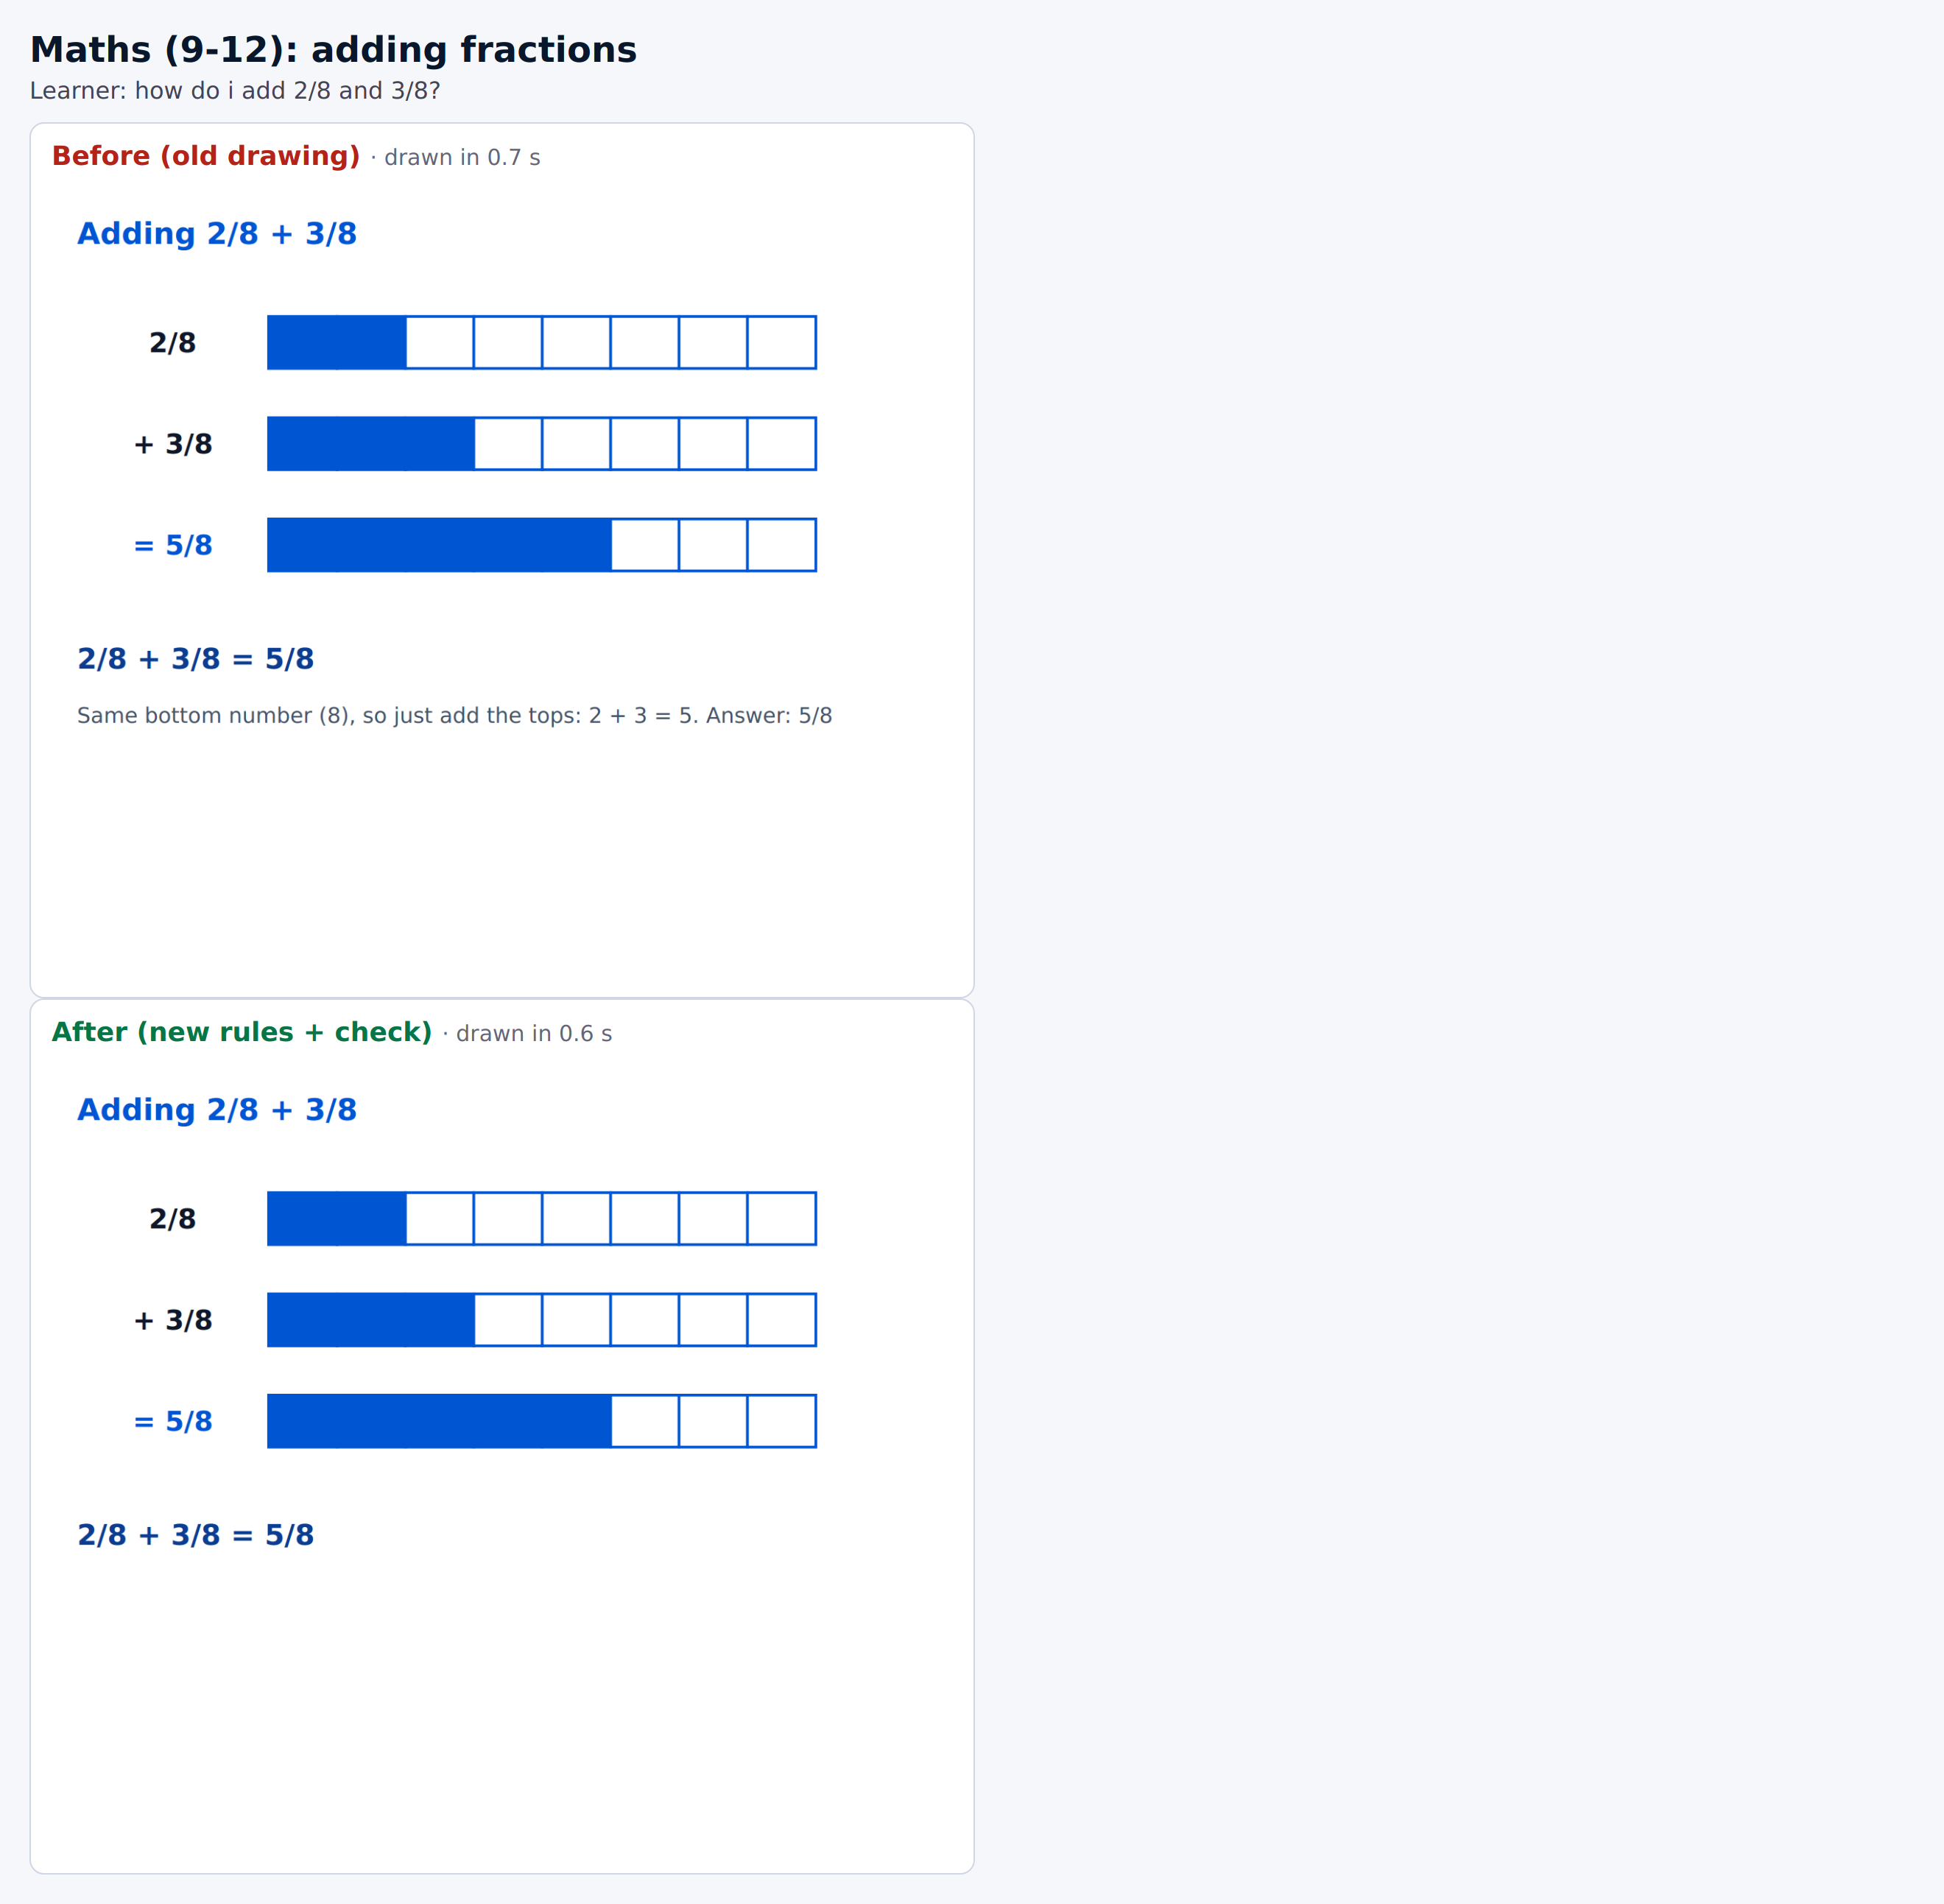 Maths (9-12): adding fractions
Learner: how do i add 2/8 and 3/8?
Before (old drawing) · drawn in 0.7 s
Adding 2/8 + 3/8
2/8
+ 3/8
= 5/8
2/8 + 3/8 = 5/8
Same bottom number (8), so just add the tops: 2 + 3 = 5. Answer: 5/8
After (new rules + check) · drawn in 0.6 s
Adding 2/8 + 3/8
2/8
+ 3/8
= 5/8
2/8 + 3/8 = 5/8